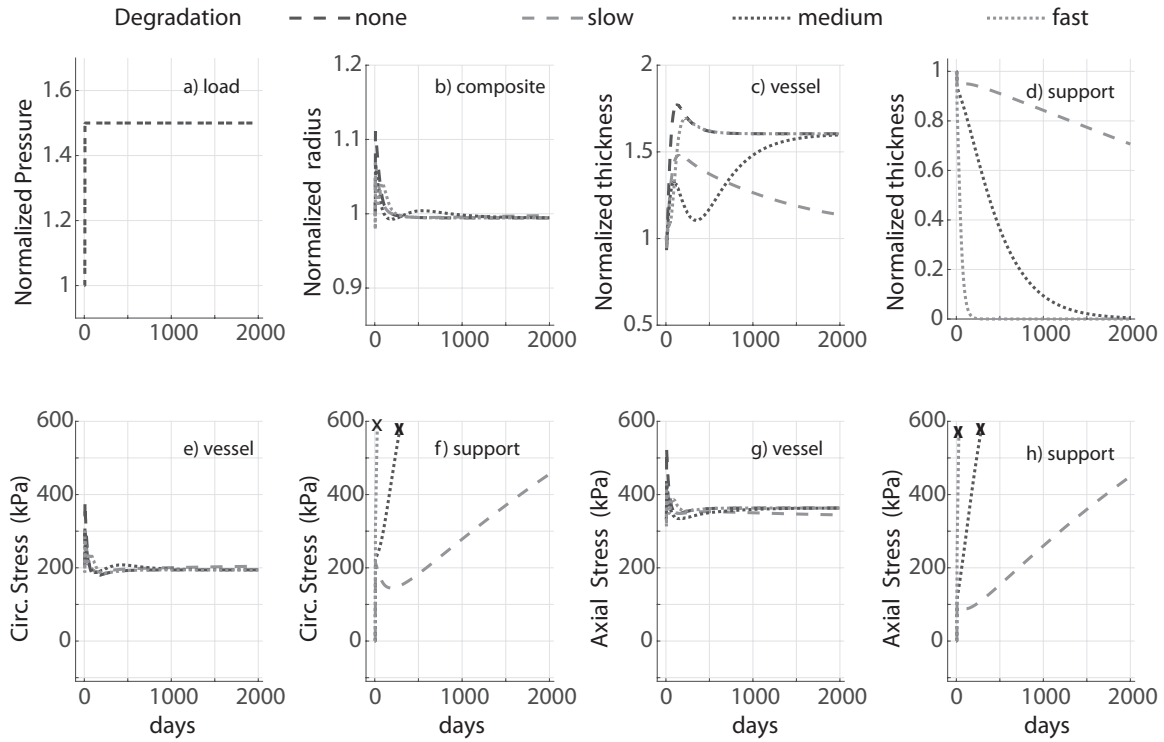 Degradation none slow medium fast
Normalized Pressure
1.6
1.4
1.2
1
a) load
0 1000 2000
Normalized radius
1.2
1.1
1
0.9
b) composite
0 1000 2000
Normalized thickness
2
1.5
1
0.5
c) vessel
0 1000 2000
Normalized thickness
1
0.8
0.6
0.4
0.2
0
d) support
0 1000 2000
Circ. Stress (kPa)
600
400
200
0
e) vessel
0 1000 2000
days
Circ. Stress (kPa)
600
400
200
0
x x
f) support
0 1000 2000
days
Axial Stress (kPa)
600
400
200
0
g) vessel
0 1000 2000
days
Axial Stress (kPa)
600
400
200
0
x x
h) support
0 1000 2000
days